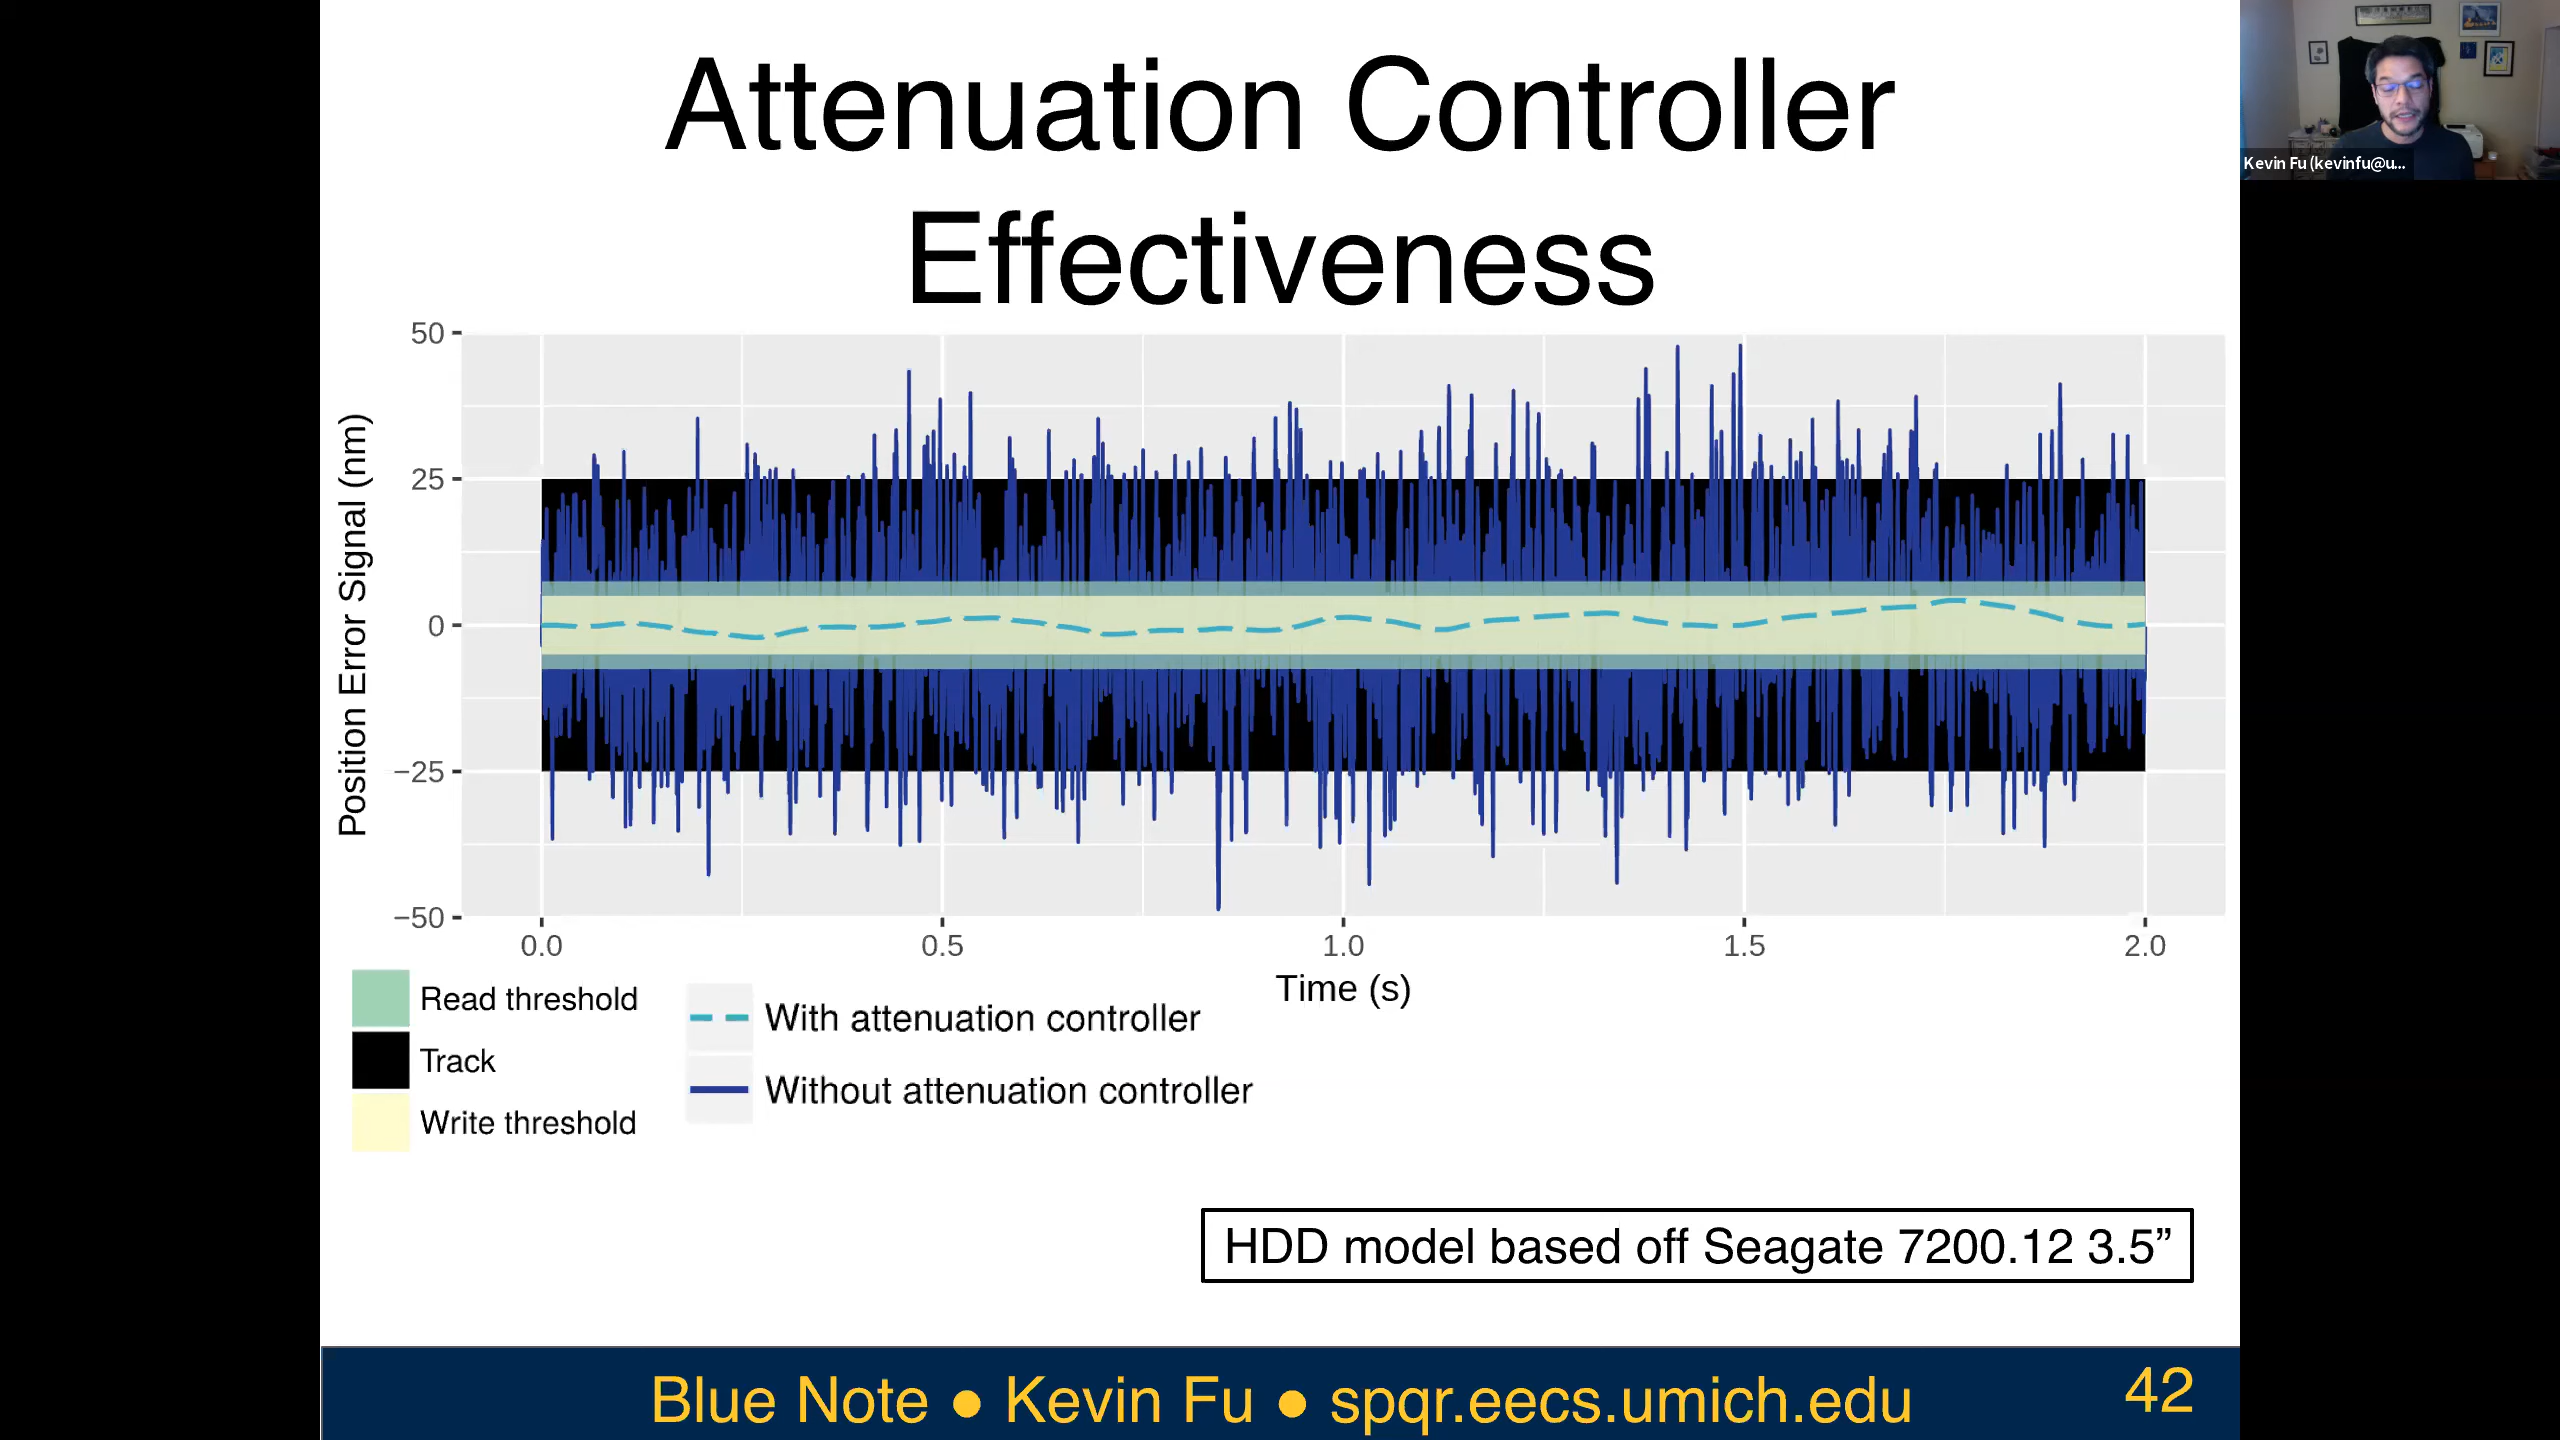 Attenuation Controller
Effectiveness
Kevin Fu (kevinfu@u...
50
25
0
−25
−50
Position Error Signal (nm)
0.0 0.5 1.0 1.5 2.0
Time (s)
Read threshold
Track
Write threshold
With attenuation controller
Without attenuation controller
HDD model based off Seagate 7200.12 3.5”
Blue Note ● Kevin Fu ● spqr.eecs.umich.edu 42